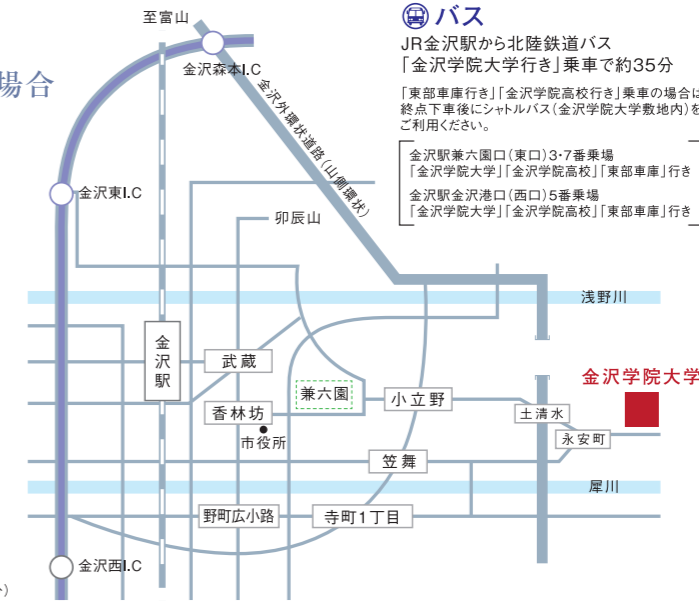 場合
バス
JR金沢駅から北陸鉄道バス
「金沢学院大学行き」乗車で約35分
「東部車庫行き」「金沢学院高校行き」乗車の場合は
終点下車後にシャトルバス(金沢学院大学敷地内)を
ご利用ください。
金沢駅兼六園口(東口)3・7番乗場
「金沢学院大学」「金沢学院高校」「東部車庫」行き
金沢駅金沢港口(西口)5番乗場
「金沢学院大学」「金沢学院高校」「東部車庫」行き
至富山
金沢森本I.C
金沢外環状道路(山側環状)
金沢東I.C
卯辰山
浅野川
金沢駅
武蔵
兼六園
小立野
金沢学院大学
香林坊
土清水
市役所
永安町
笠舞
犀川
野町広小路
寺町1丁目
金沢西I.C